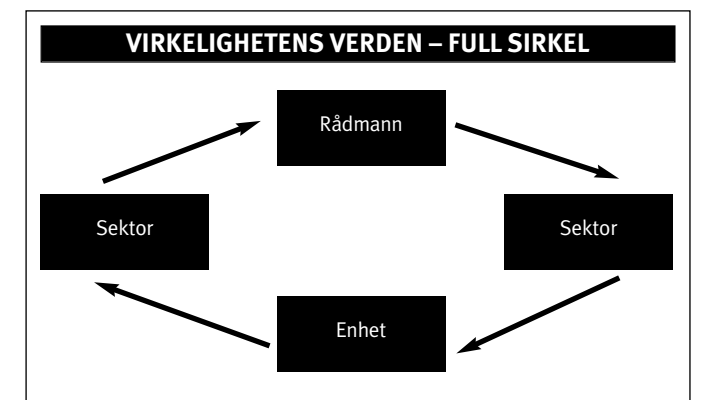 VIRKELIGHETENS VERDEN – FULL SIRKEL
Rådmann
Sektor
Sektor
Enhet